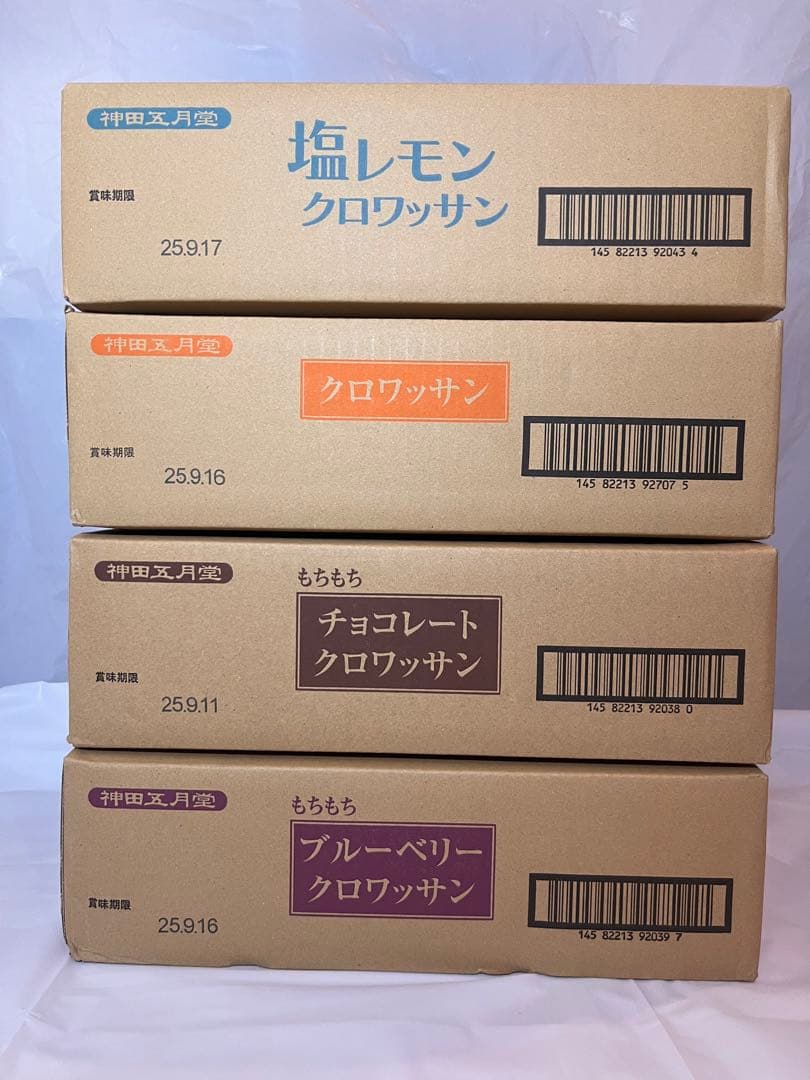 神田五月堂
塩レモン
クロワッサン
賞味期限
25.9.17
145 82213 92043 4
神田五月堂
クロワッサン
賞味期限
25.9.16
145 82213 92707 5
神田五月堂
もちもち
チョコレート
クロワッサン
賞味期限
25.9.11
145 82213 92038 0
神田五月堂
もちもち
ブルーベリー
クロワッサン
賞味期限
25.9.16
145 82213 92039 7